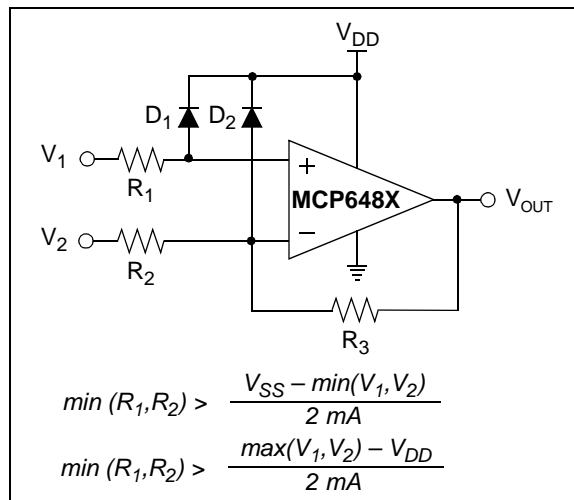 V_DD
D_1 D_2
V_1
R_1
+
MCP648X
V_OUT
V_2
R_2
–
R_3
min (R_1,R_2) > V_SS – min(V_1,V_2) / 2 mA
min (R_1,R_2) > max(V_1,V_2) – V_DD / 2 mA